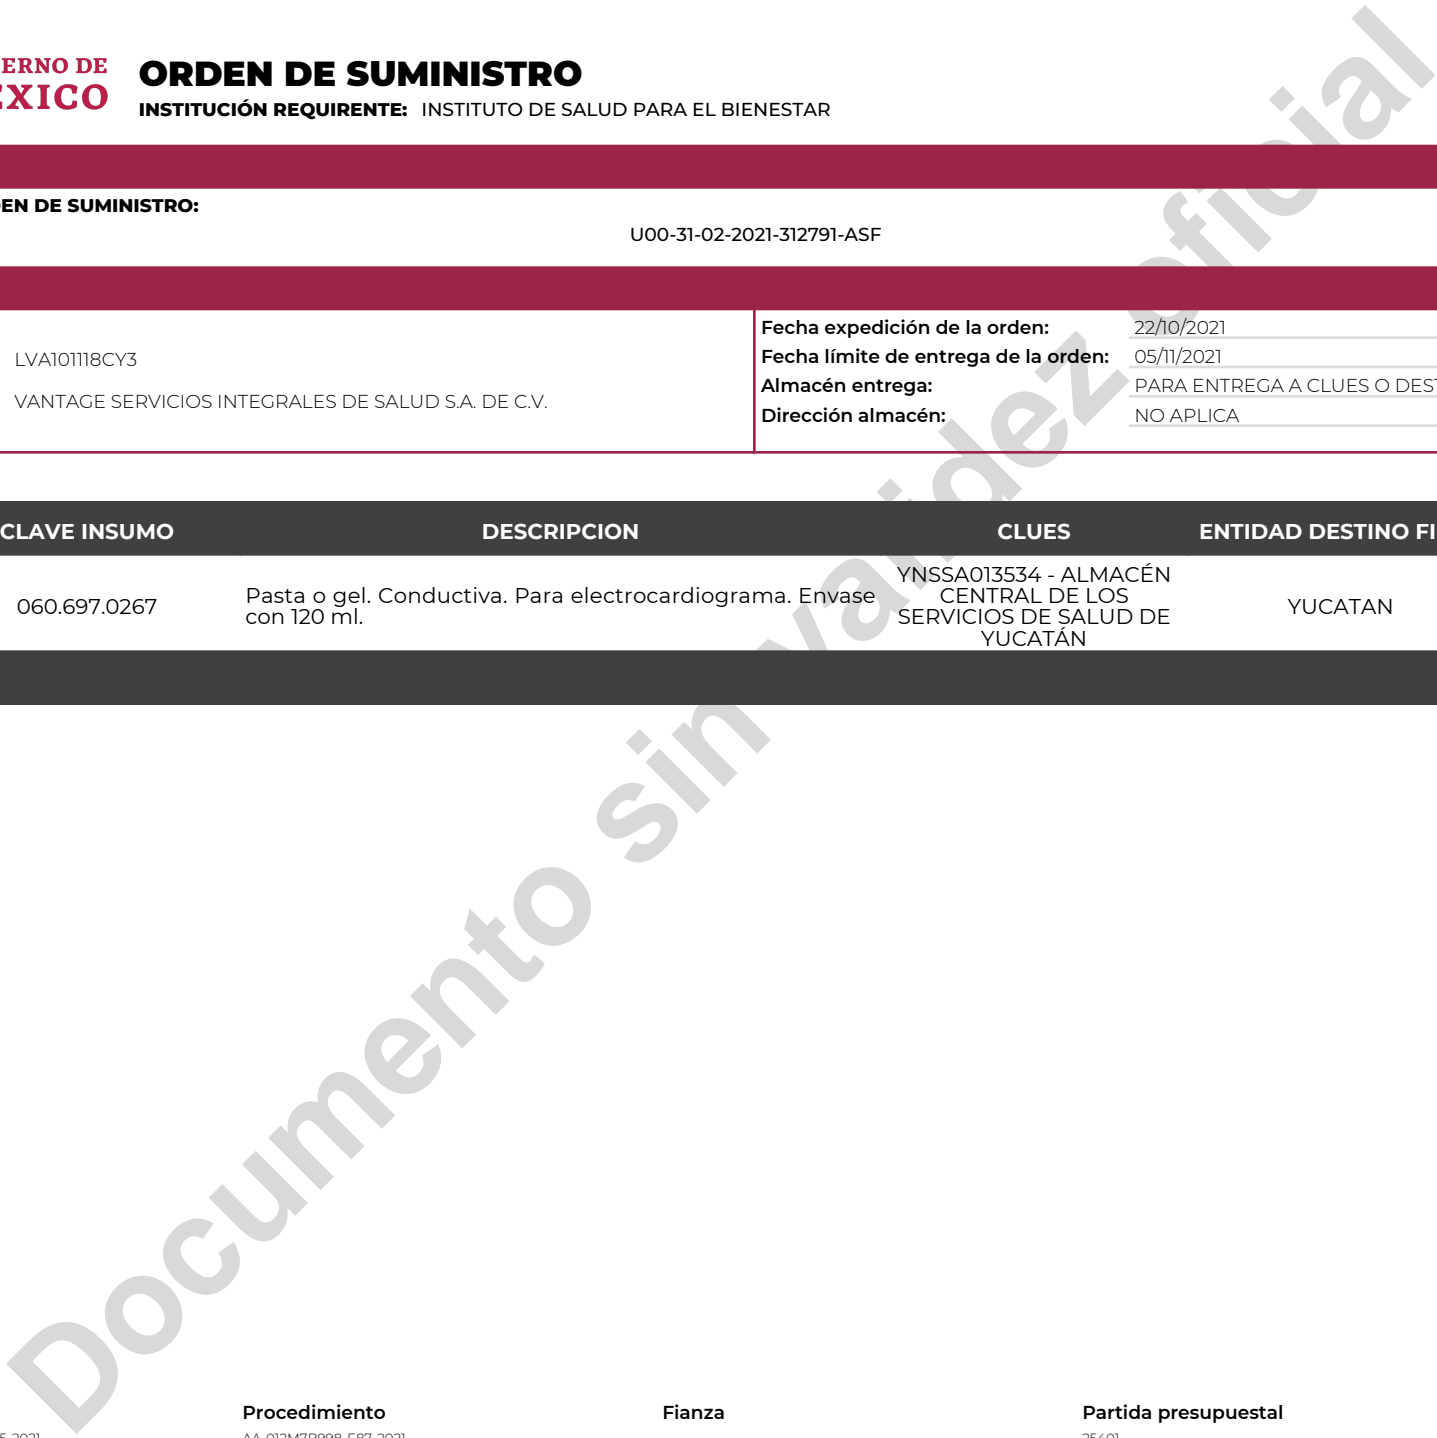 ERNO DE
ORDEN DE SUMINISTRO
EXICO
INSTITUCIÓN REQUIRENTE: INSTITUTO DE SALUD PARA EL BIENESTAR
EN DE SUMINISTRO:
U00-31-02-2021-312791-ASF
Fecha expedición de la orden: 22/10/2021
LVA101118CY3
Fecha límite de entrega de la orden: 05/11/2021
Almacén entrega: PARA ENTREGA A CLUES O DEST
VANTAGE SERVICIOS INTEGRALES DE SALUD S.A. DE C.V.
Dirección almacén: NO APLICA
CLAVE INSUMO DESCRIPCION CLUES ENTIDAD DESTINO FI
060.697.0267
Pasta o gel. Conductiva. Para electrocardiograma. Envase
con 120 ml.
YNSSA013534 - ALMACÉN
CENTRAL DE LOS
SERVICIOS DE SALUD DE
YUCATÁN
YUCATAN
Documento sin validez oficial
Procedimiento Fianza Partida presupuestal